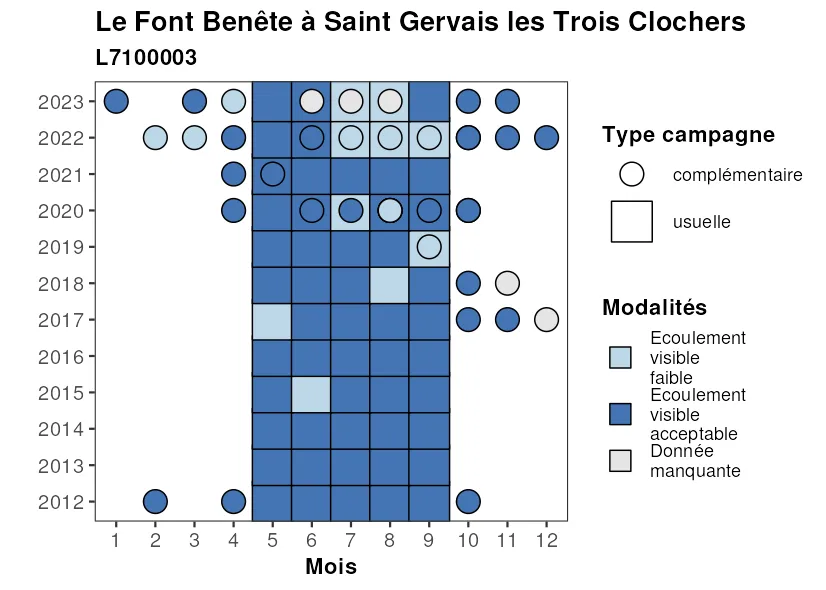 Le Font Benête à Saint Gervais les Trois Clochers
L7100003
2023
2022
2021
2020
2019
2018
2017
2016
2015
2014
2013
2012
1 2 3 4 5 6 7 8 9 10 11 12
Mois
Type campagne
complémentaire
usuelle
Modalités
Ecoulement
visible
faible
Ecoulement
visible
acceptable
Donnée
manquante